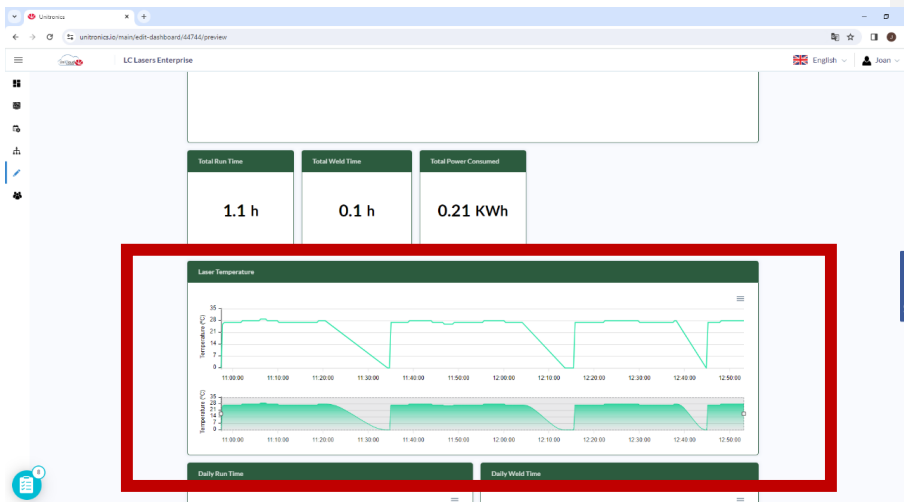 Unitronics
unitronics.io/main/edit-dashboard/44744/preview
LC Lasers Enterprise
English
Joan
Total Run Time
Total Weld Time
Total Power Consumed
1.1 h
0.1 h
0.21 KWh
Laser Temperature
Temperature (°C)
35
28
21
14
7
0
11:00:00 11:10:00 11:20:00 11:30:00 11:40:00 11:50:00 12:00:00 12:10:00 12:20:00 12:30:00 12:40:00 12:50:00
Temperature (°C)
35
28
21
14
7
0
11:00:00 11:10:00 11:20:00 11:30:00 11:40:00 11:50:00 12:00:00 12:10:00 12:20:00 12:30:00 12:40:00 12:50:00
Daily Run Time
Daily Weld Time